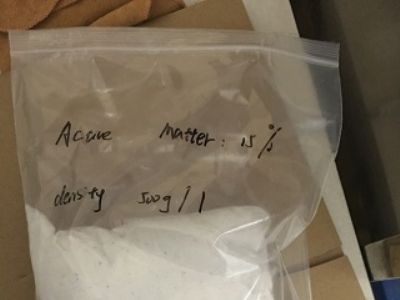 Acave matter: 15%
density 500g/l